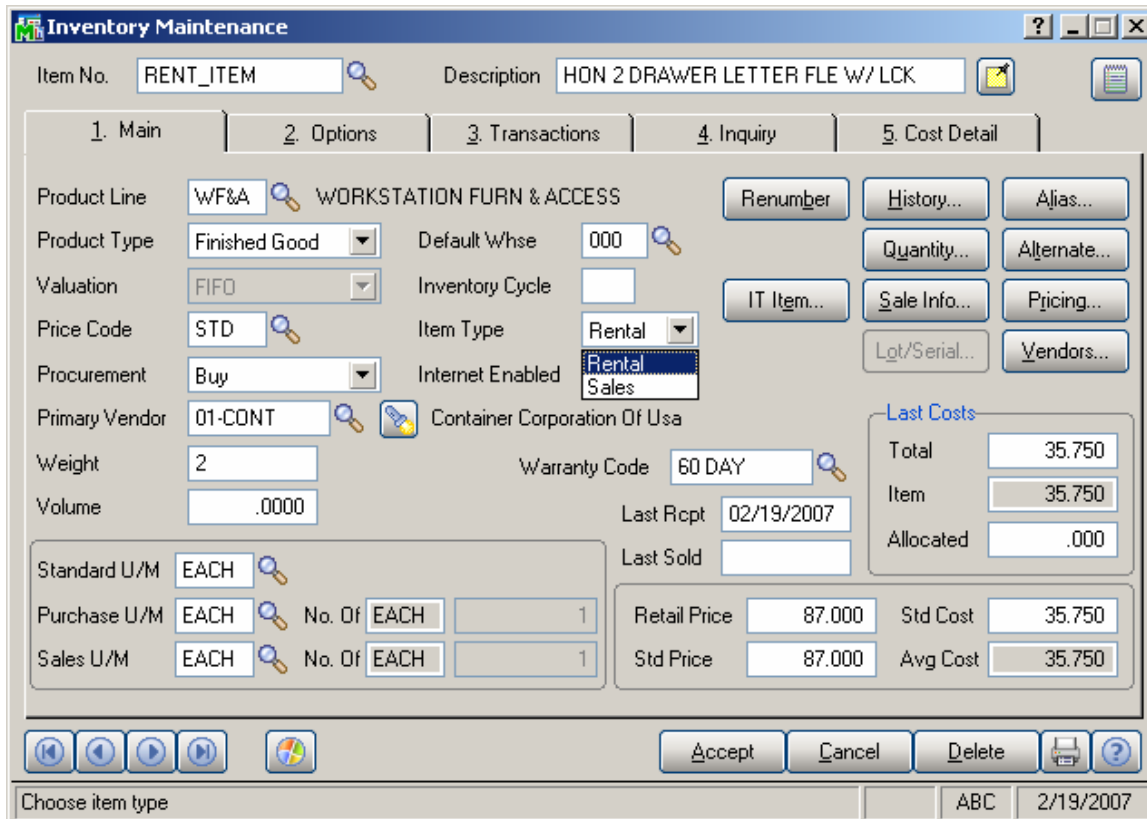 Inventory Maintenance
Item No. RENT_ITEM Description HON 2 DRAWER LETTER FLE W/ LCK
1. Main 2. Options 3. Transactions 4. Inquiry 5. Cost Detail
Product Line WF&A WORKSTATION FURN & ACCESS Renumber History... Alias...
Product Type Finished Good Default Whse 000 Quantity... Alternate...
Valuation FIFO Inventory Cycle IT Item... Sale Info... Pricing...
Price Code STD Item Type Rental Lot/Serial... Vendors...
Rental
Procurement Buy Internet Enabled Sales
Primary Vendor 01-CONT Container Corporation Of Usa Last Costs
Weight 2 Warranty Code 60 DAY Total 35.750
Volume .0000 Last Rcpt 02/19/2007 Item 35.750
Last Sold Allocated .000
Standard U/M EACH
Purchase U/M EACH No. Of EACH 1 Retail Price 87.000 Std Cost 35.750
Sales U/M EACH No. Of EACH 1 Std Price 87.000 Avg Cost 35.750
Accept Cancel Delete
Choose item type ABC 2/19/2007